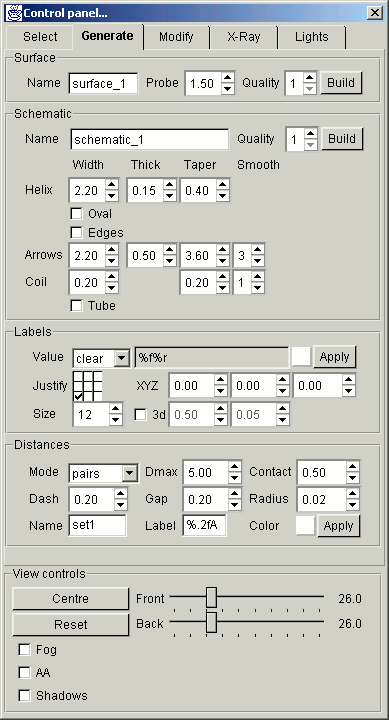 Control panel...
Select Generate Modify X-Ray Lights
Surface
Name surface_1 Probe 1.50 Quality 1 Build
Schematic
Name schematic_1 Quality 1 Build
Width Thick Taper Smooth
Helix 2.20 0.15 0.40
Oval
Edges
Arrows 2.20 0.50 3.60 3
Coil 0.20 0.20 1
Tube
Labels
Value clear %f%r Apply
Justify XYZ 0.00 0.00 0.00
Size 12 3d 0.50 0.05
Distances
Mode pairs Dmax 5.00 Contact 0.50
Dash 0.20 Gap 0.20 Radius 0.02
Name set1 Label %.2fA Color Apply
View controls
Centre Front 26.0
Reset Back 26.0
Fog
AA
Shadows